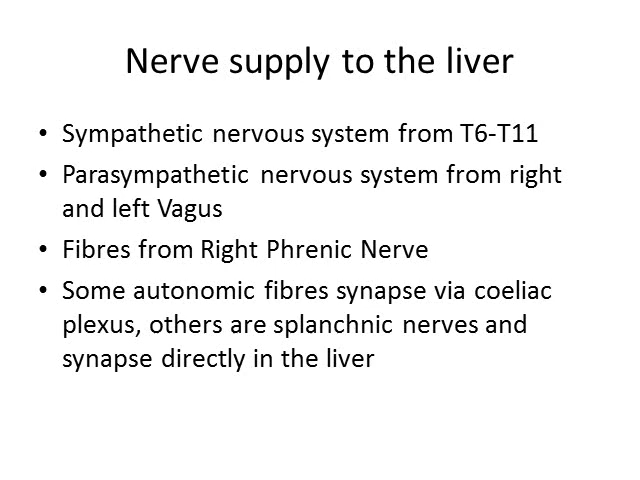 Nerve supply to the liver
• Sympathetic nervous system from T6-T11
• Parasympathetic nervous system from right
and left Vagus
• Fibres from Right Phrenic Nerve
• Some autonomic fibres synapse via coeliac
plexus, others are splanchnic nerves and
synapse directly in the liver